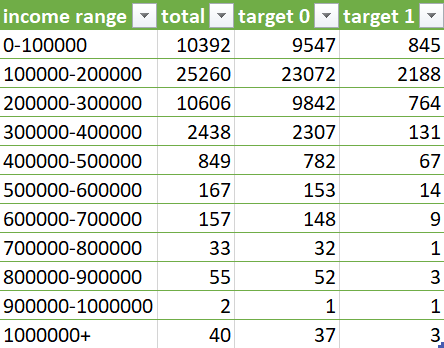 income range total target 0 target 1
0-100000 10392 9547 845
100000-200000 25260 23072 2188
200000-300000 10606 9842 764
300000-400000 2438 2307 131
400000-500000 849 782 67
500000-600000 167 153 14
600000-700000 157 148 9
700000-800000 33 32 1
800000-900000 55 52 3
900000-1000000 2 1 1
1000000+ 40 37 3